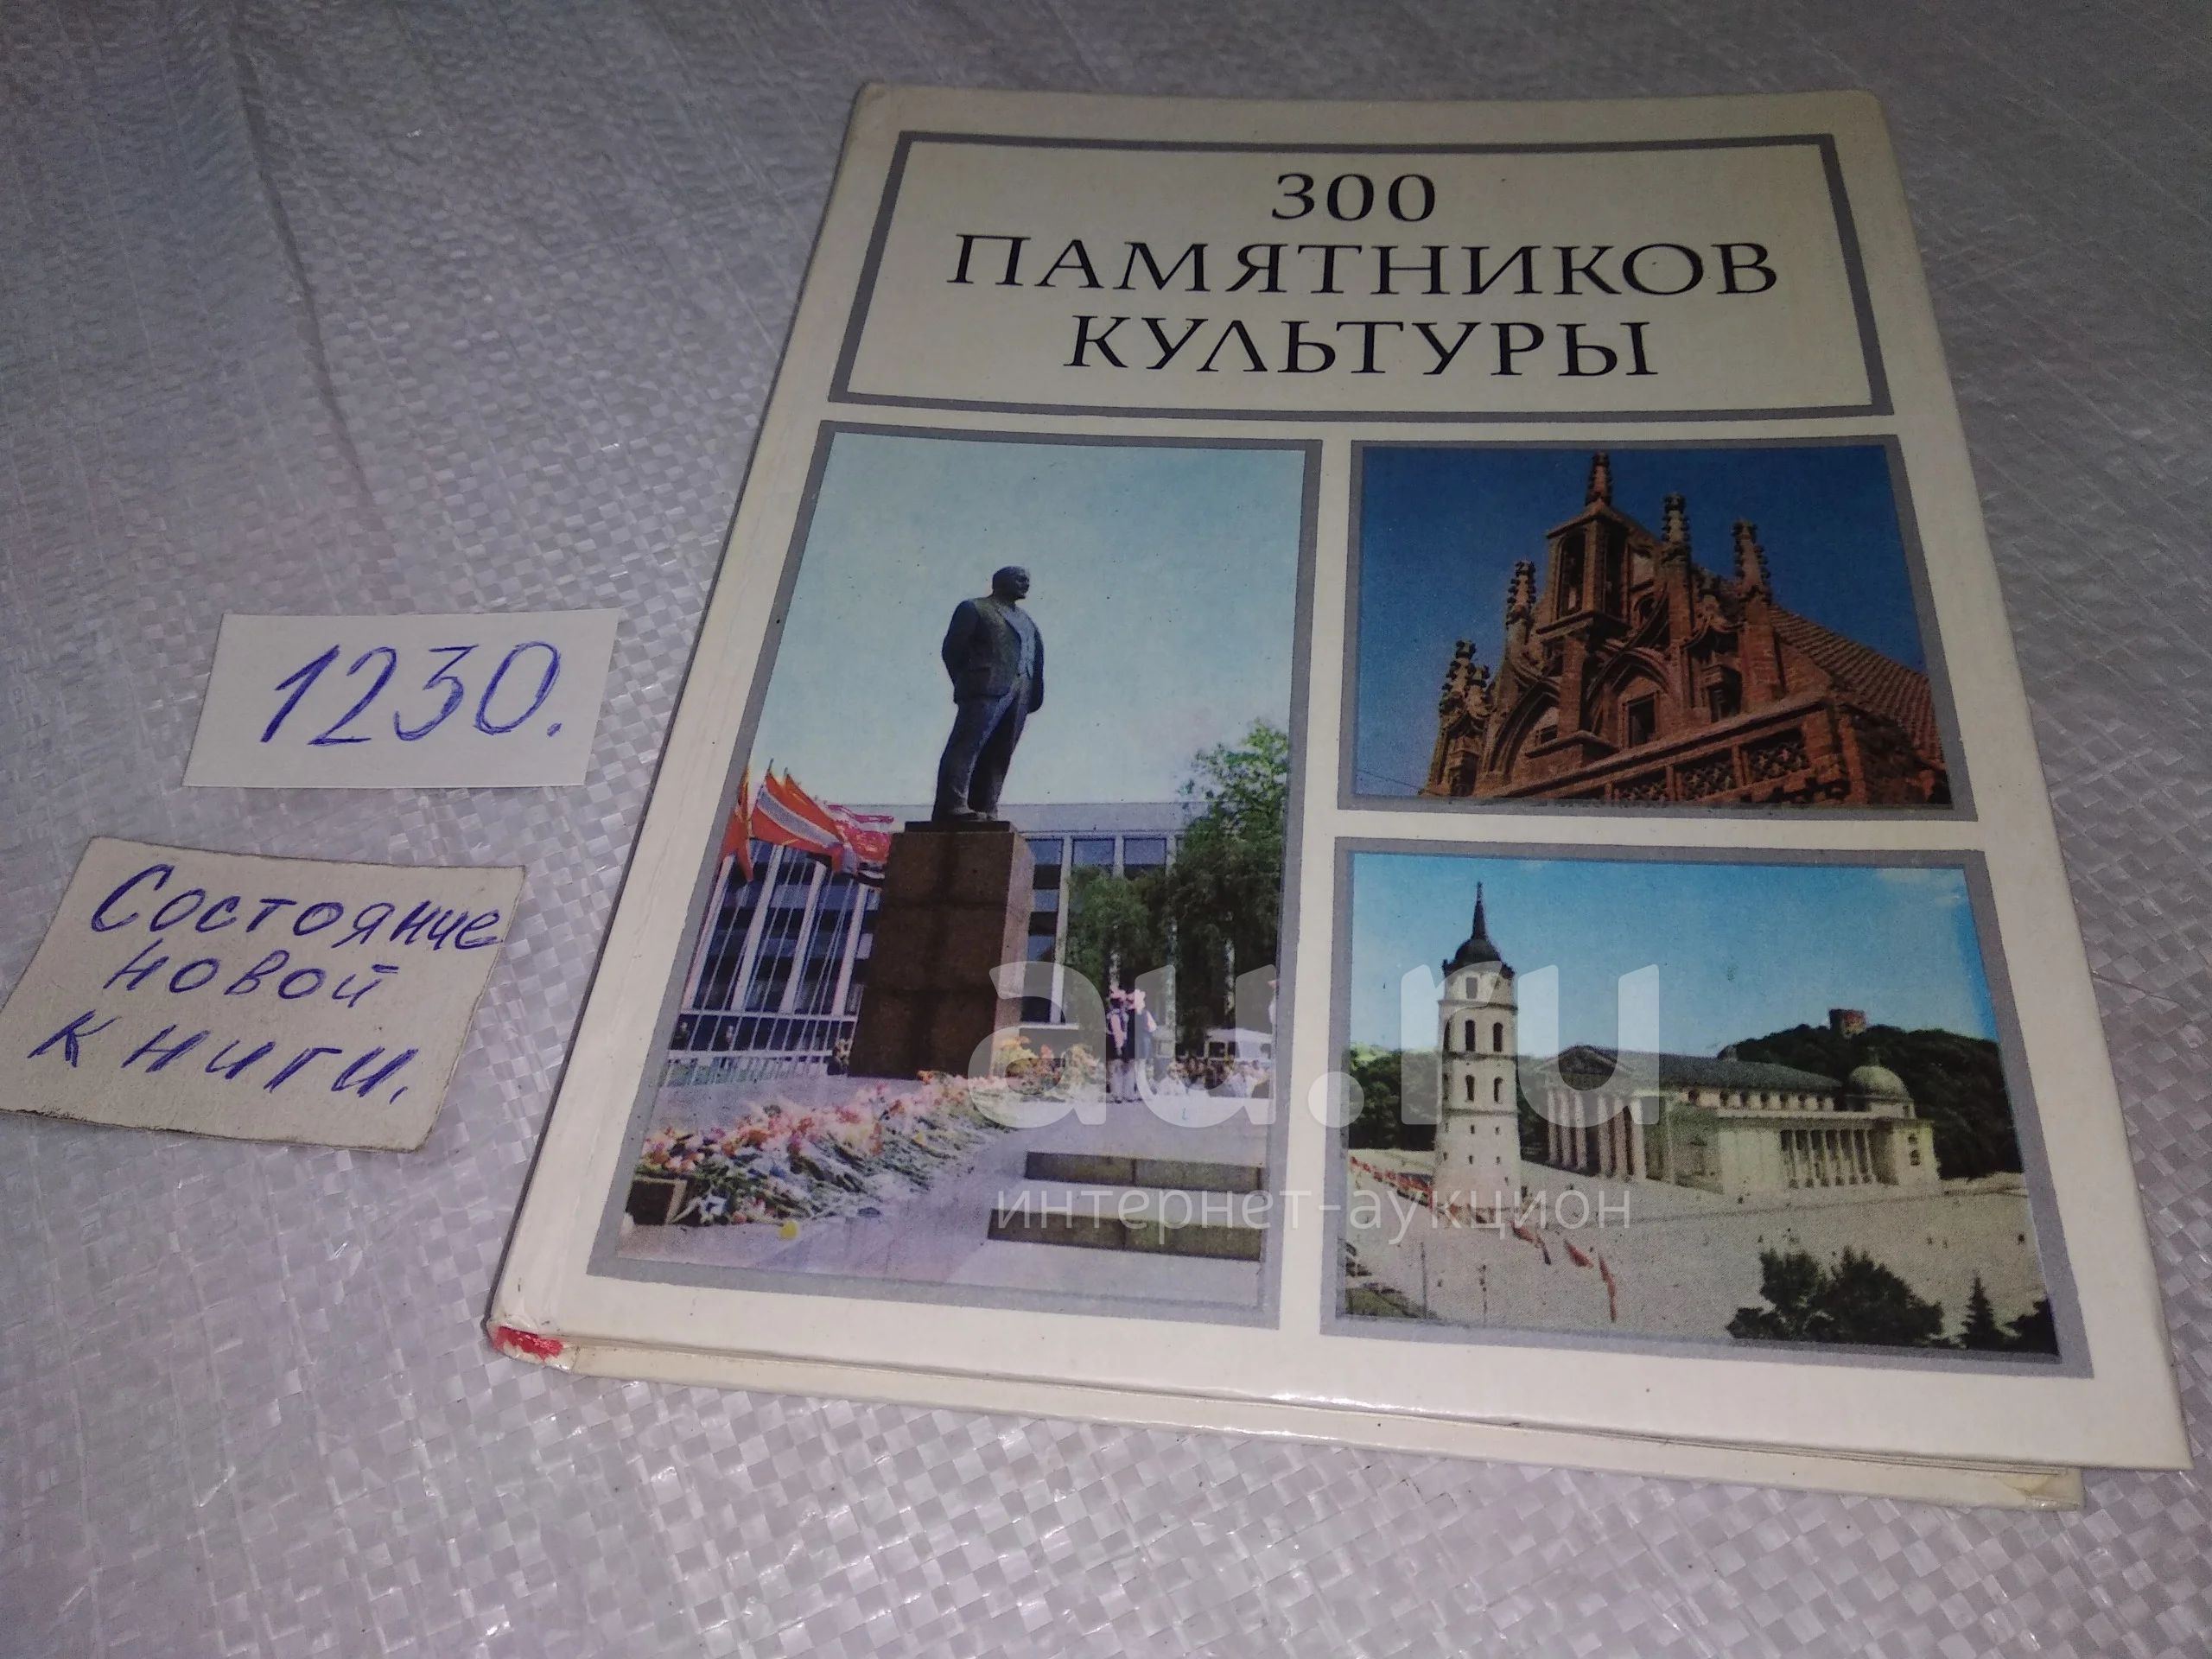 300
ПАМЯТНИКОВ
КУЛЬТУРЫ
1230.
Состояние
новой
книги.
au.ru
интернет-аукцион